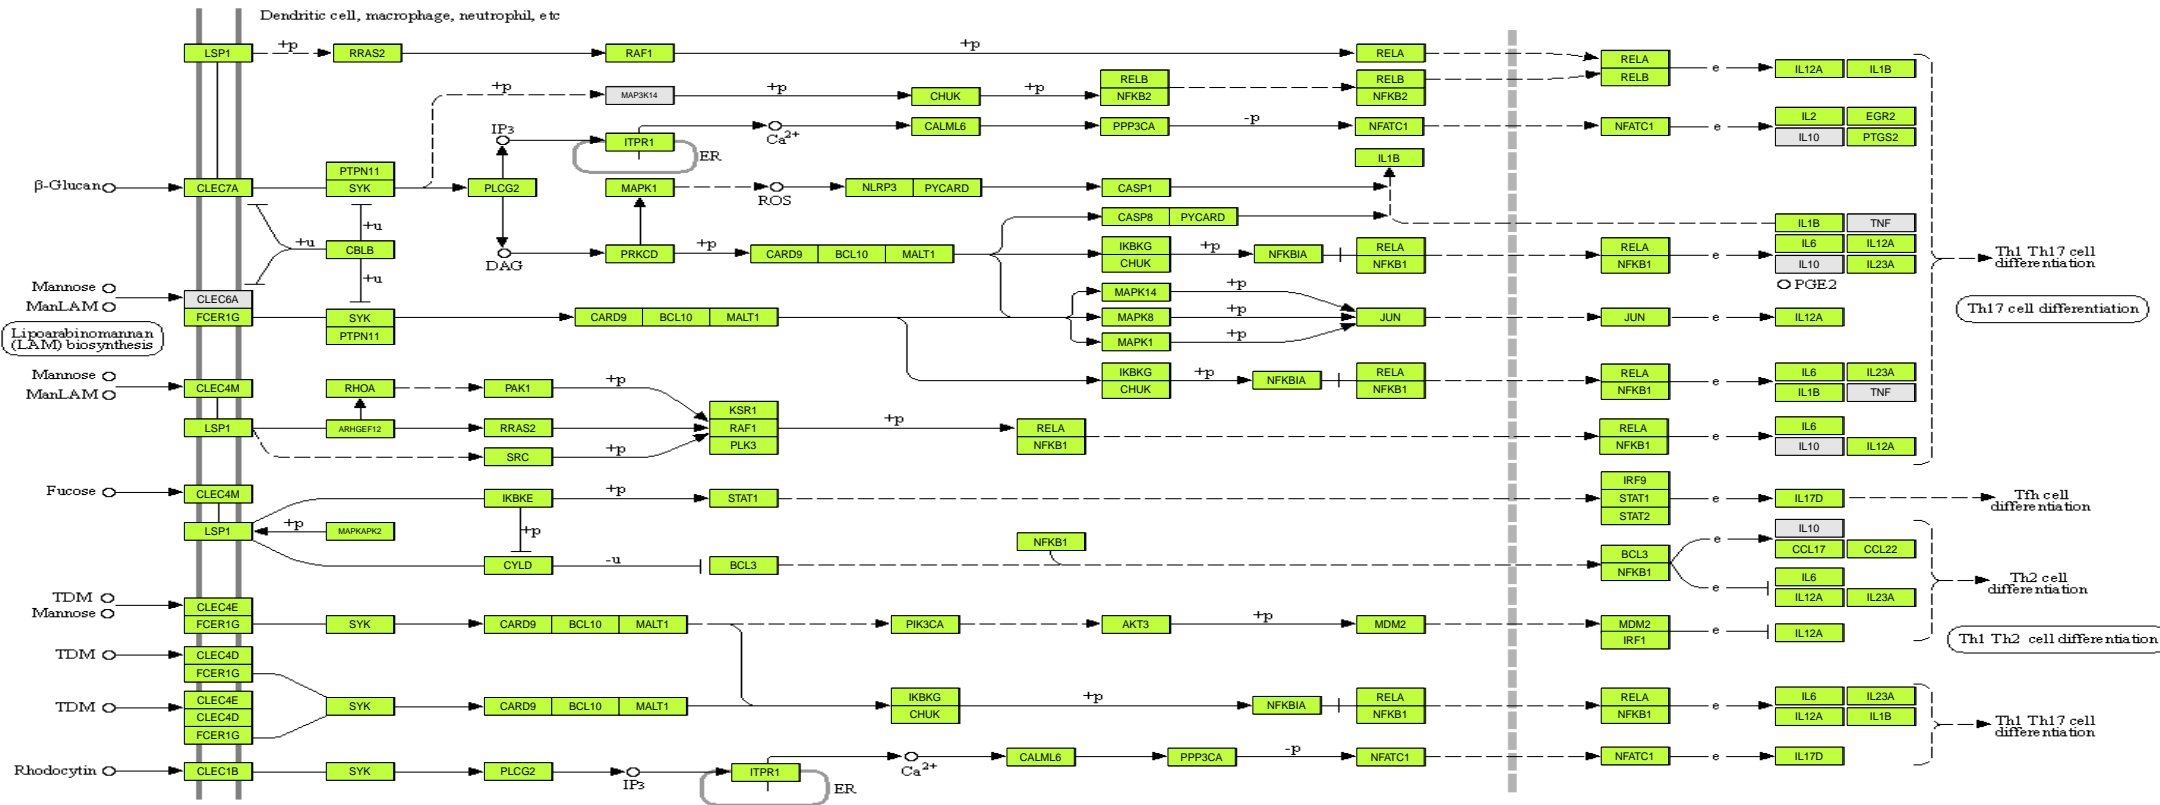 Dendritic cell, macrophage, neutrophil, etc
LSP1 +p RRAS2 RAF1 +p RELA RELA
RELB IL12A IL1B
e
+p MAP3K14 +p CHUK +p RELB RELB
NFKB2 NFKB2
IP3 ITPR1 ER Ca2+ CALML6 PPP3CA -p NFATC1 NFATC1 e IL2 EGR2
IL10 PTGS2
IL1B
β-Glucan CLEC7A PTPN11
SYK PLCG2 MAPK1 ROS NLRP3 PYCARD CASP1
CASP8 PYCARD
IL1B TNF
+u +u CBLB +u
DAG PRKCD +p CARD9 BCL10 MALT1 IKBKG
CHUK +p NFKBIA RELA
NFKB1 RELA
NFKB1 e IL6 IL12A
IL10 IL23A
PGE2
Th1 Th17 cell
differentiation
Th17 cell differentiation
Mannose
ManLAM
CLEC6A
FCER1G
Lipoarabinomannan
(LAM) biosynthesis
SYK
PTPN11
CARD9 BCL10 MALT1
MAPK14 +p
MAPK8 +p JUN JUN e IL12A
MAPK1 +p
IKBKG
CHUK +p NFKBIA RELA
NFKB1 RELA
NFKB1 e IL6 IL23A
IL1B TNF
Mannose
ManLAM
CLEC4M RHOA PAK1 +p
LSP1 ARHGEF12 RRAS2
SRC +p
KSR1
RAF1
PLK3
+p RELA
NFKB1 RELA
NFKB1 e IL6
IL10 IL12A
Fucose CLEC4M IKBKE +p STAT1 IRF9
STAT1
STAT2
e IL17D Tfh cell
differentiation
LSP1 +p MAPKAPK2 +p
CYLD -u BCL3 NFKB1 BCL3
NFKB1
e IL10
CCL17 CCL22
e IL6
IL12A IL23A
Th2 cell
differentiation
TDM
Mannose
CLEC4E
FCER1G
SYK CARD9 BCL10 MALT1 PIK3CA AKT3 +p MDM2 MDM2
IRF1
e IL12A
Th1 Th2 cell differentiation
TDM CLEC4D
FCER1G
TDM CLEC4E
CLEC4D
FCER1G
SYK CARD9 BCL10 MALT1 IKBKG
CHUK +p NFKBIA RELA
NFKB1 RELA
NFKB1 e IL6 IL23A
IL12A IL1B
Th1 Th17 cell
differentiation
Rhodocytin CLEC1B SYK PLCG2 IP3 ITPR1 ER Ca2+ CALML6 PPP3CA -p NFATC1 NFATC1 e IL17D